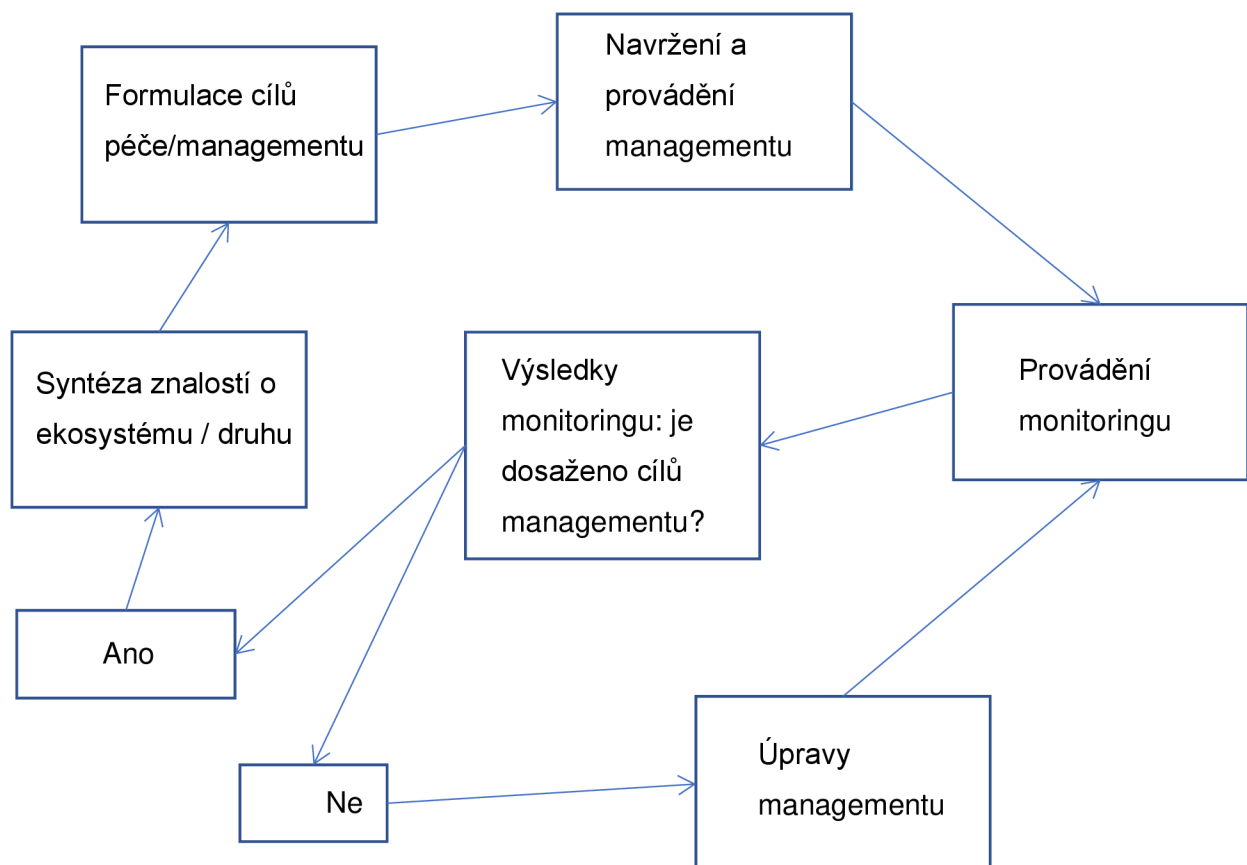 Formulace cílů
péče/managementu
Navržení a
provádění
managementu
Syntéza znalostí o
ekosystému / druhu
Výsledky
monitoringu: je
dosaženo cílů
managementu?
Provádění
monitoringu
Ano
Ne
Úpravy
managementu